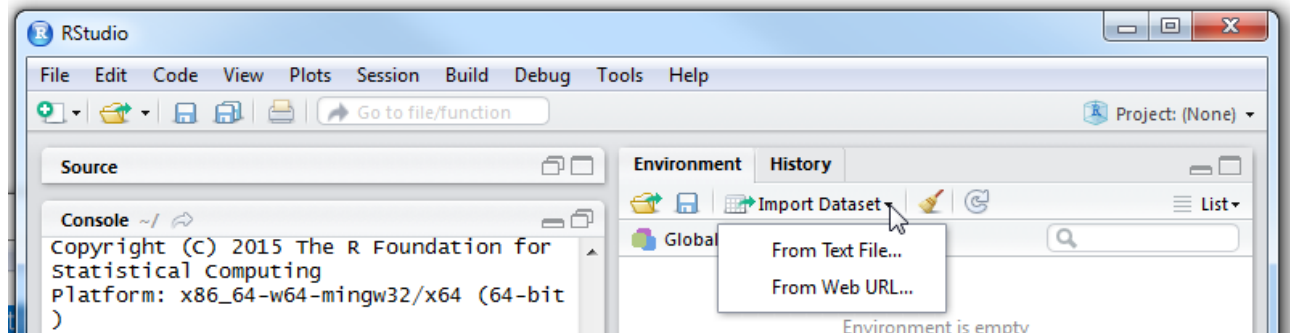 RStudio
File Edit Code View Plots Session Build Debug Tools Help
Go to file/function
Project: (None)
Source
Console ~/
Copyright (C) 2015 The R Foundation for
Statistical Computing
Platform: x86_64-w64-mingw32/x64 (64-bit
)
Environment History
Import Dataset
List
Global
From Text File...
From Web URL...
Environment is empty